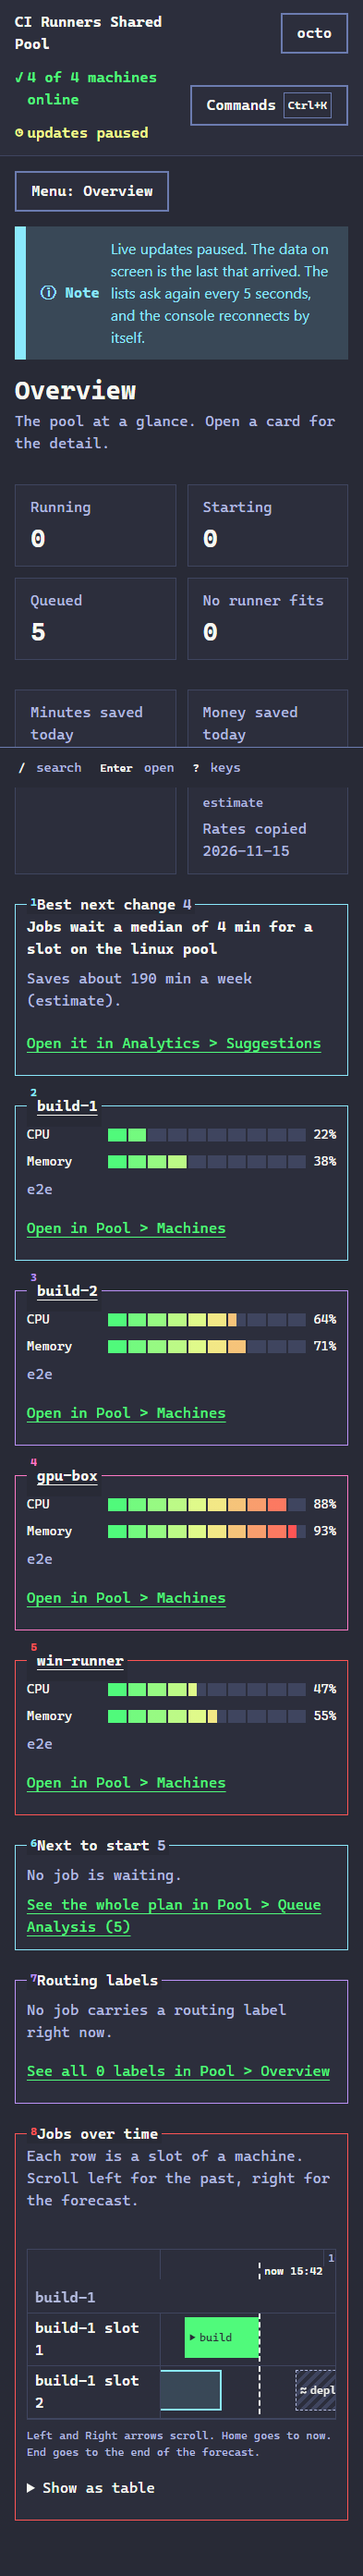 CI Runners Shared
Pool
octo
✓ 4 of 4 machines
online
updates paused
Commands Ctrl+K
Menu: Overview
Note
Live updates paused. The data on
screen is the last that arrived. The
lists ask again every 5 seconds,
and the console reconnects by
itself.
Overview
The pool at a glance. Open a card for
the detail.
Running
0
Starting
0
Queued
5
No runner fits
0
Minutes saved
today
Money saved
today
/ search Enter open ? keys
estimate
Rates copied
2026-11-15
1 Best next change 4
Jobs wait a median of 4 min for a
slot on the linux pool
Saves about 190 min a week
(estimate).
Open it in Analytics > Suggestions
2
build-1
CPU 22%
Memory 38%
e2e
Open in Pool > Machines
3
build-2
CPU 64%
Memory 71%
e2e
Open in Pool > Machines
4
gpu-box
CPU 88%
Memory 93%
e2e
Open in Pool > Machines
5
win-runner
CPU 47%
Memory 55%
e2e
Open in Pool > Machines
6 Next to start 5
No job is waiting.
See the whole plan in Pool > Queue
Analysis (5)
7 Routing labels
No job carries a routing label
right now.
See all 0 labels in Pool > Overview
8 Jobs over time
Each row is a slot of a machine.
Scroll left for the past, right for
the forecast.
now 15:42
1
build-1
build-1 slot
1
▶ build
build-1 slot
2
≈ depl
Left and Right arrows scroll. Home goes to now.
End goes to the end of the forecast.
▶ Show as table